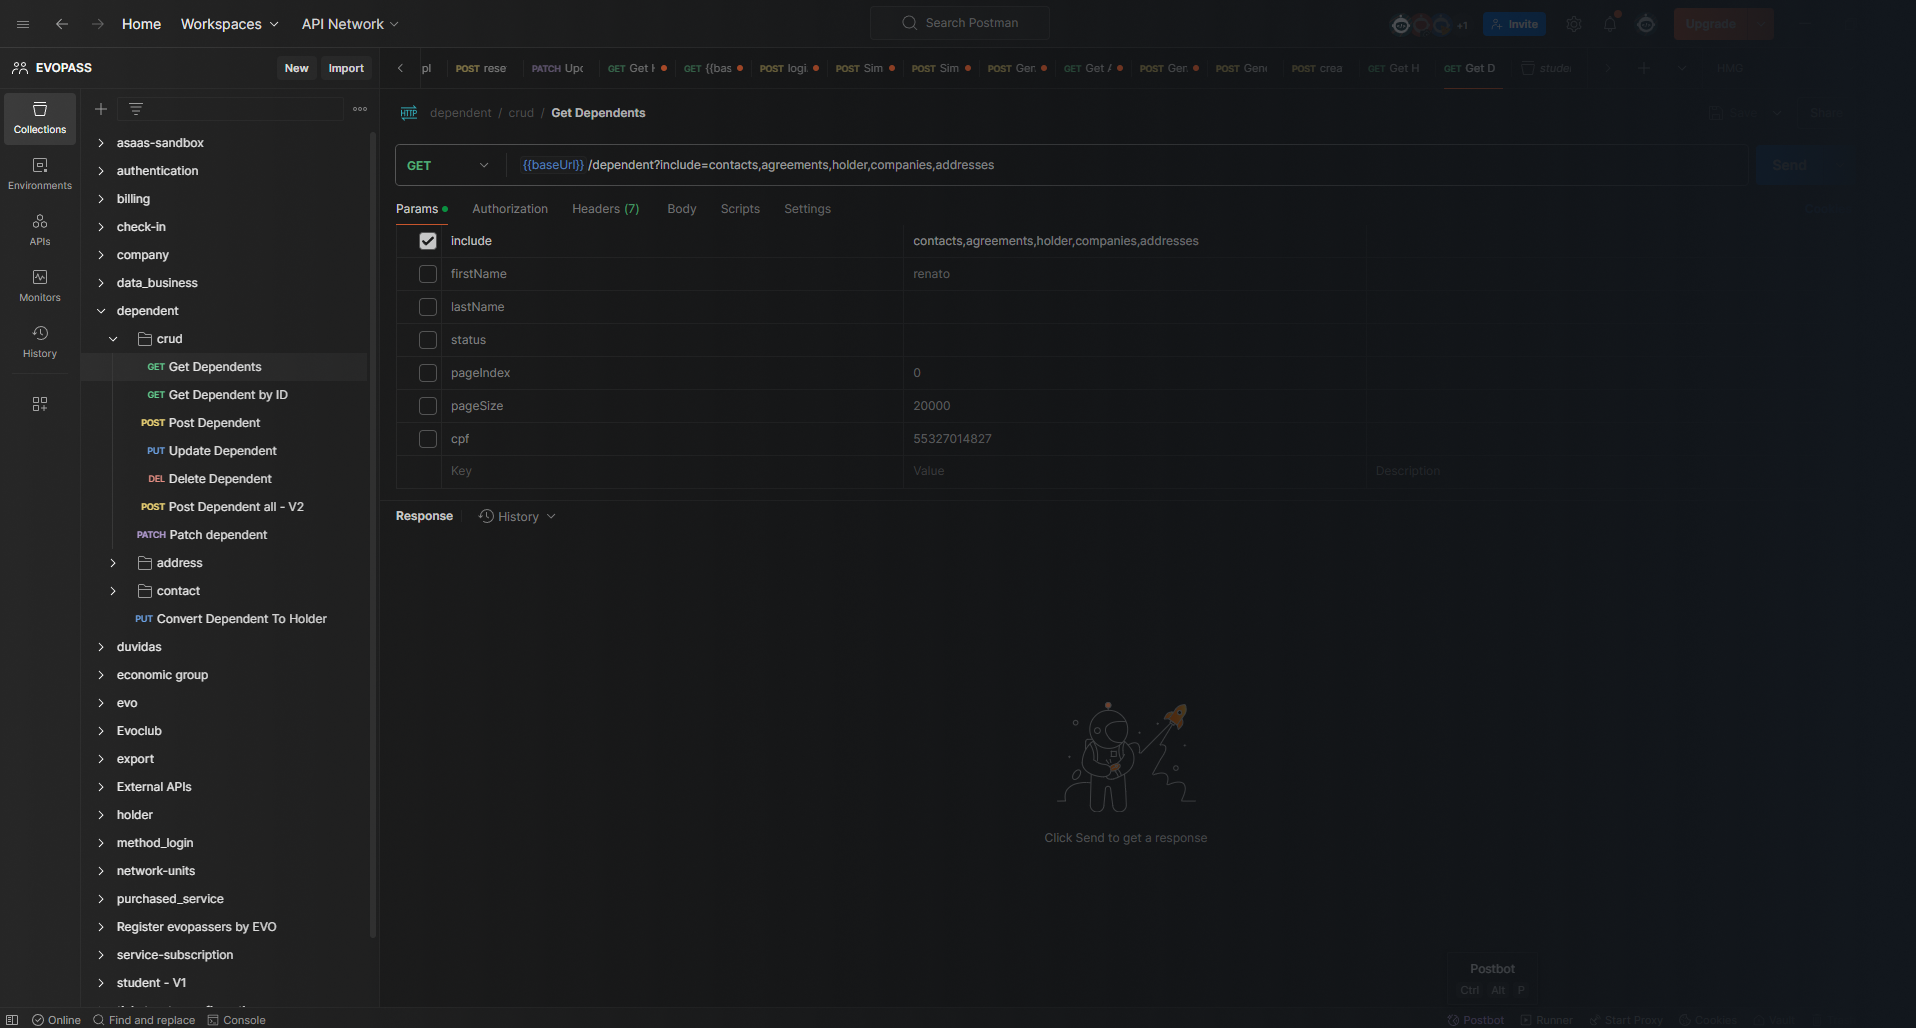 Home Workspaces API Network Search Postman +1 Invite Upgrade
EVOPASS New Import
pl POST rese PATCH Upc GET Get H GET {{bas POST logi. POST Sim POST Sim POST Ger. GET Get A POST Ger. POST Gene POST crea GET Get H GET Get D stude HMG
HTTP dependent / crud / Get Dependents Save Share
GET {{baseUrl}} /dependent?include=contacts,agreements,holder,companies,addresses Send
Params Authorization Headers (7) Body Scripts Settings
include contacts,agreements,holder,companies,addresses
firstName renato
lastName
status
pageIndex 0
pageSize 20000
cpf 55327014827
Key Value Description
Response History
Click Send to get a response
Collections
Environments
APIs
Monitors
History
asaas-sandbox
authentication
billing
check-in
company
data_business
dependent
crud
GET Get Dependents
GET Get Dependent by ID
POST Post Dependent
PUT Update Dependent
DEL Delete Dependent
POST Post Dependent all - V2
PATCH Patch dependent
address
contact
PUT Convert Dependent To Holder
duvidas
economic group
evo
Evoclub
export
External APIs
holder
method_login
network-units
purchased_service
Register evopassers by EVO
service-subscription
student - V1
Postbot
Ctrl Alt P
Online Find and replace Console Postbot Runner Start Proxy Cookies Vault